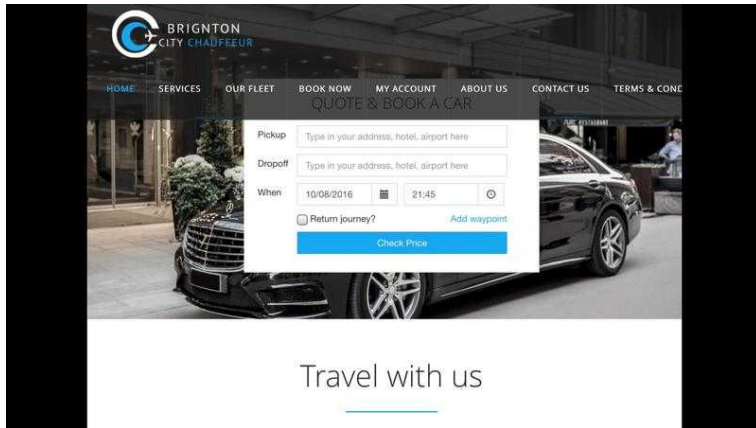 BRIGNTON
CITY CHAUFFEUR
HOME SERVICES OUR FLEET BOOK NOW MY ACCOUNT ABOUT US CONTACT US TERMS & COND
QUOTE & BOOK A CAR
Pickup Type in your address, hotel, airport here
Dropoff Type in your address, hotel, airport here
When 10/08/2016 21:45
Return journey? Add waypoint
Check Price
Travel with us